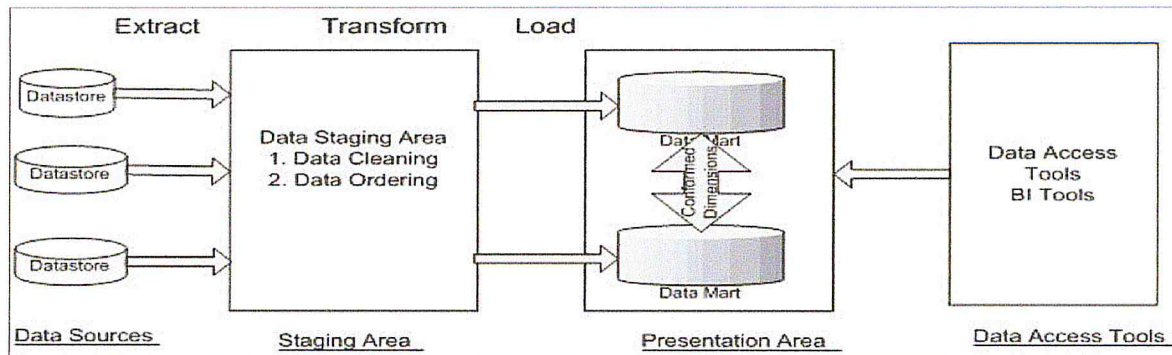 Extract
Transform
Load
Datastore
Datastore
Datastore
Data Staging Area
1. Data Cleaning
2. Data Ordering
Data Mart
Conformed
Dimensions
Data Mart
Data Access
Tools
BI Tools
Data Sources
Staging Area
Presentation Area
Data Access Tools